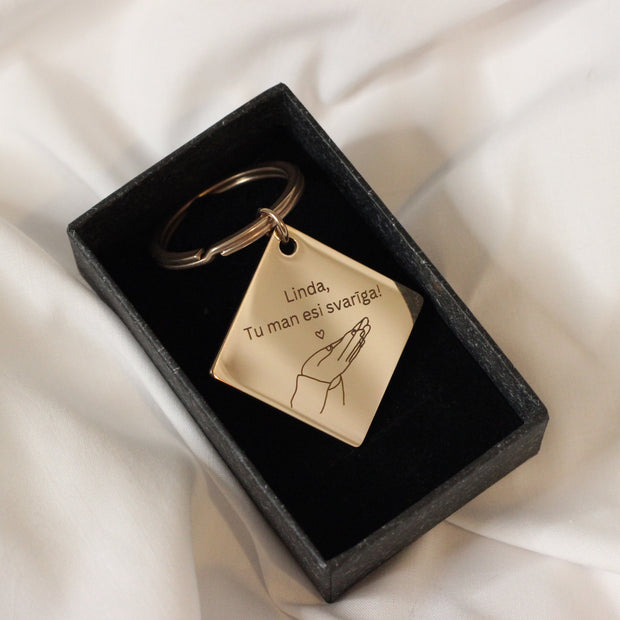 Linda,
Tu man esi svarīga!